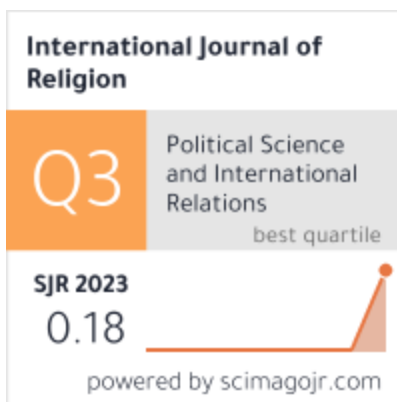 International Journal of
Religion
Q3
Political Science
and International
Relations
best quartile
SJR 2023
0.18
powered by scimagojr.com